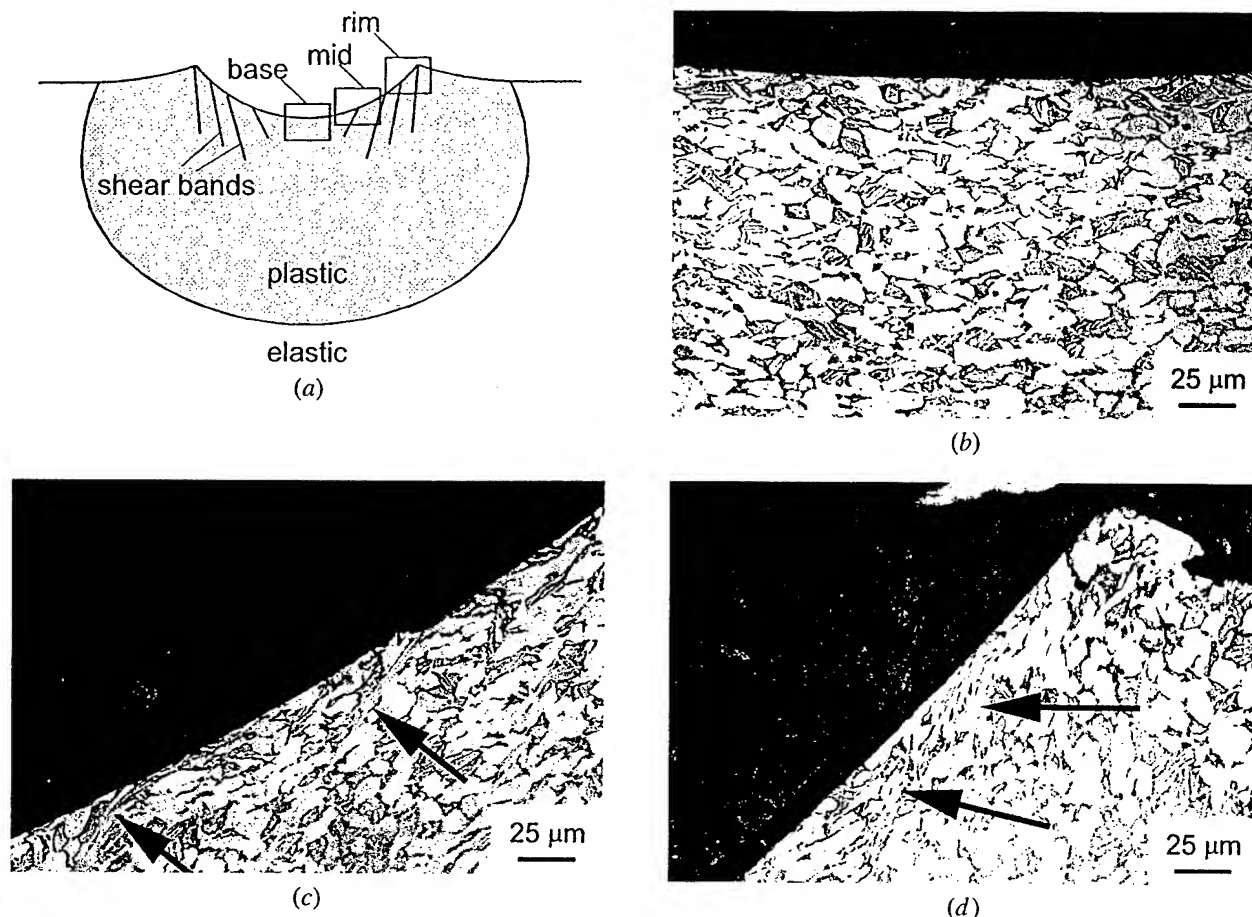 rim
mid
base
shear bands
plastic
elastic
(a)
25 μm
(b)
25 μm
(c)
25 μm
(d)